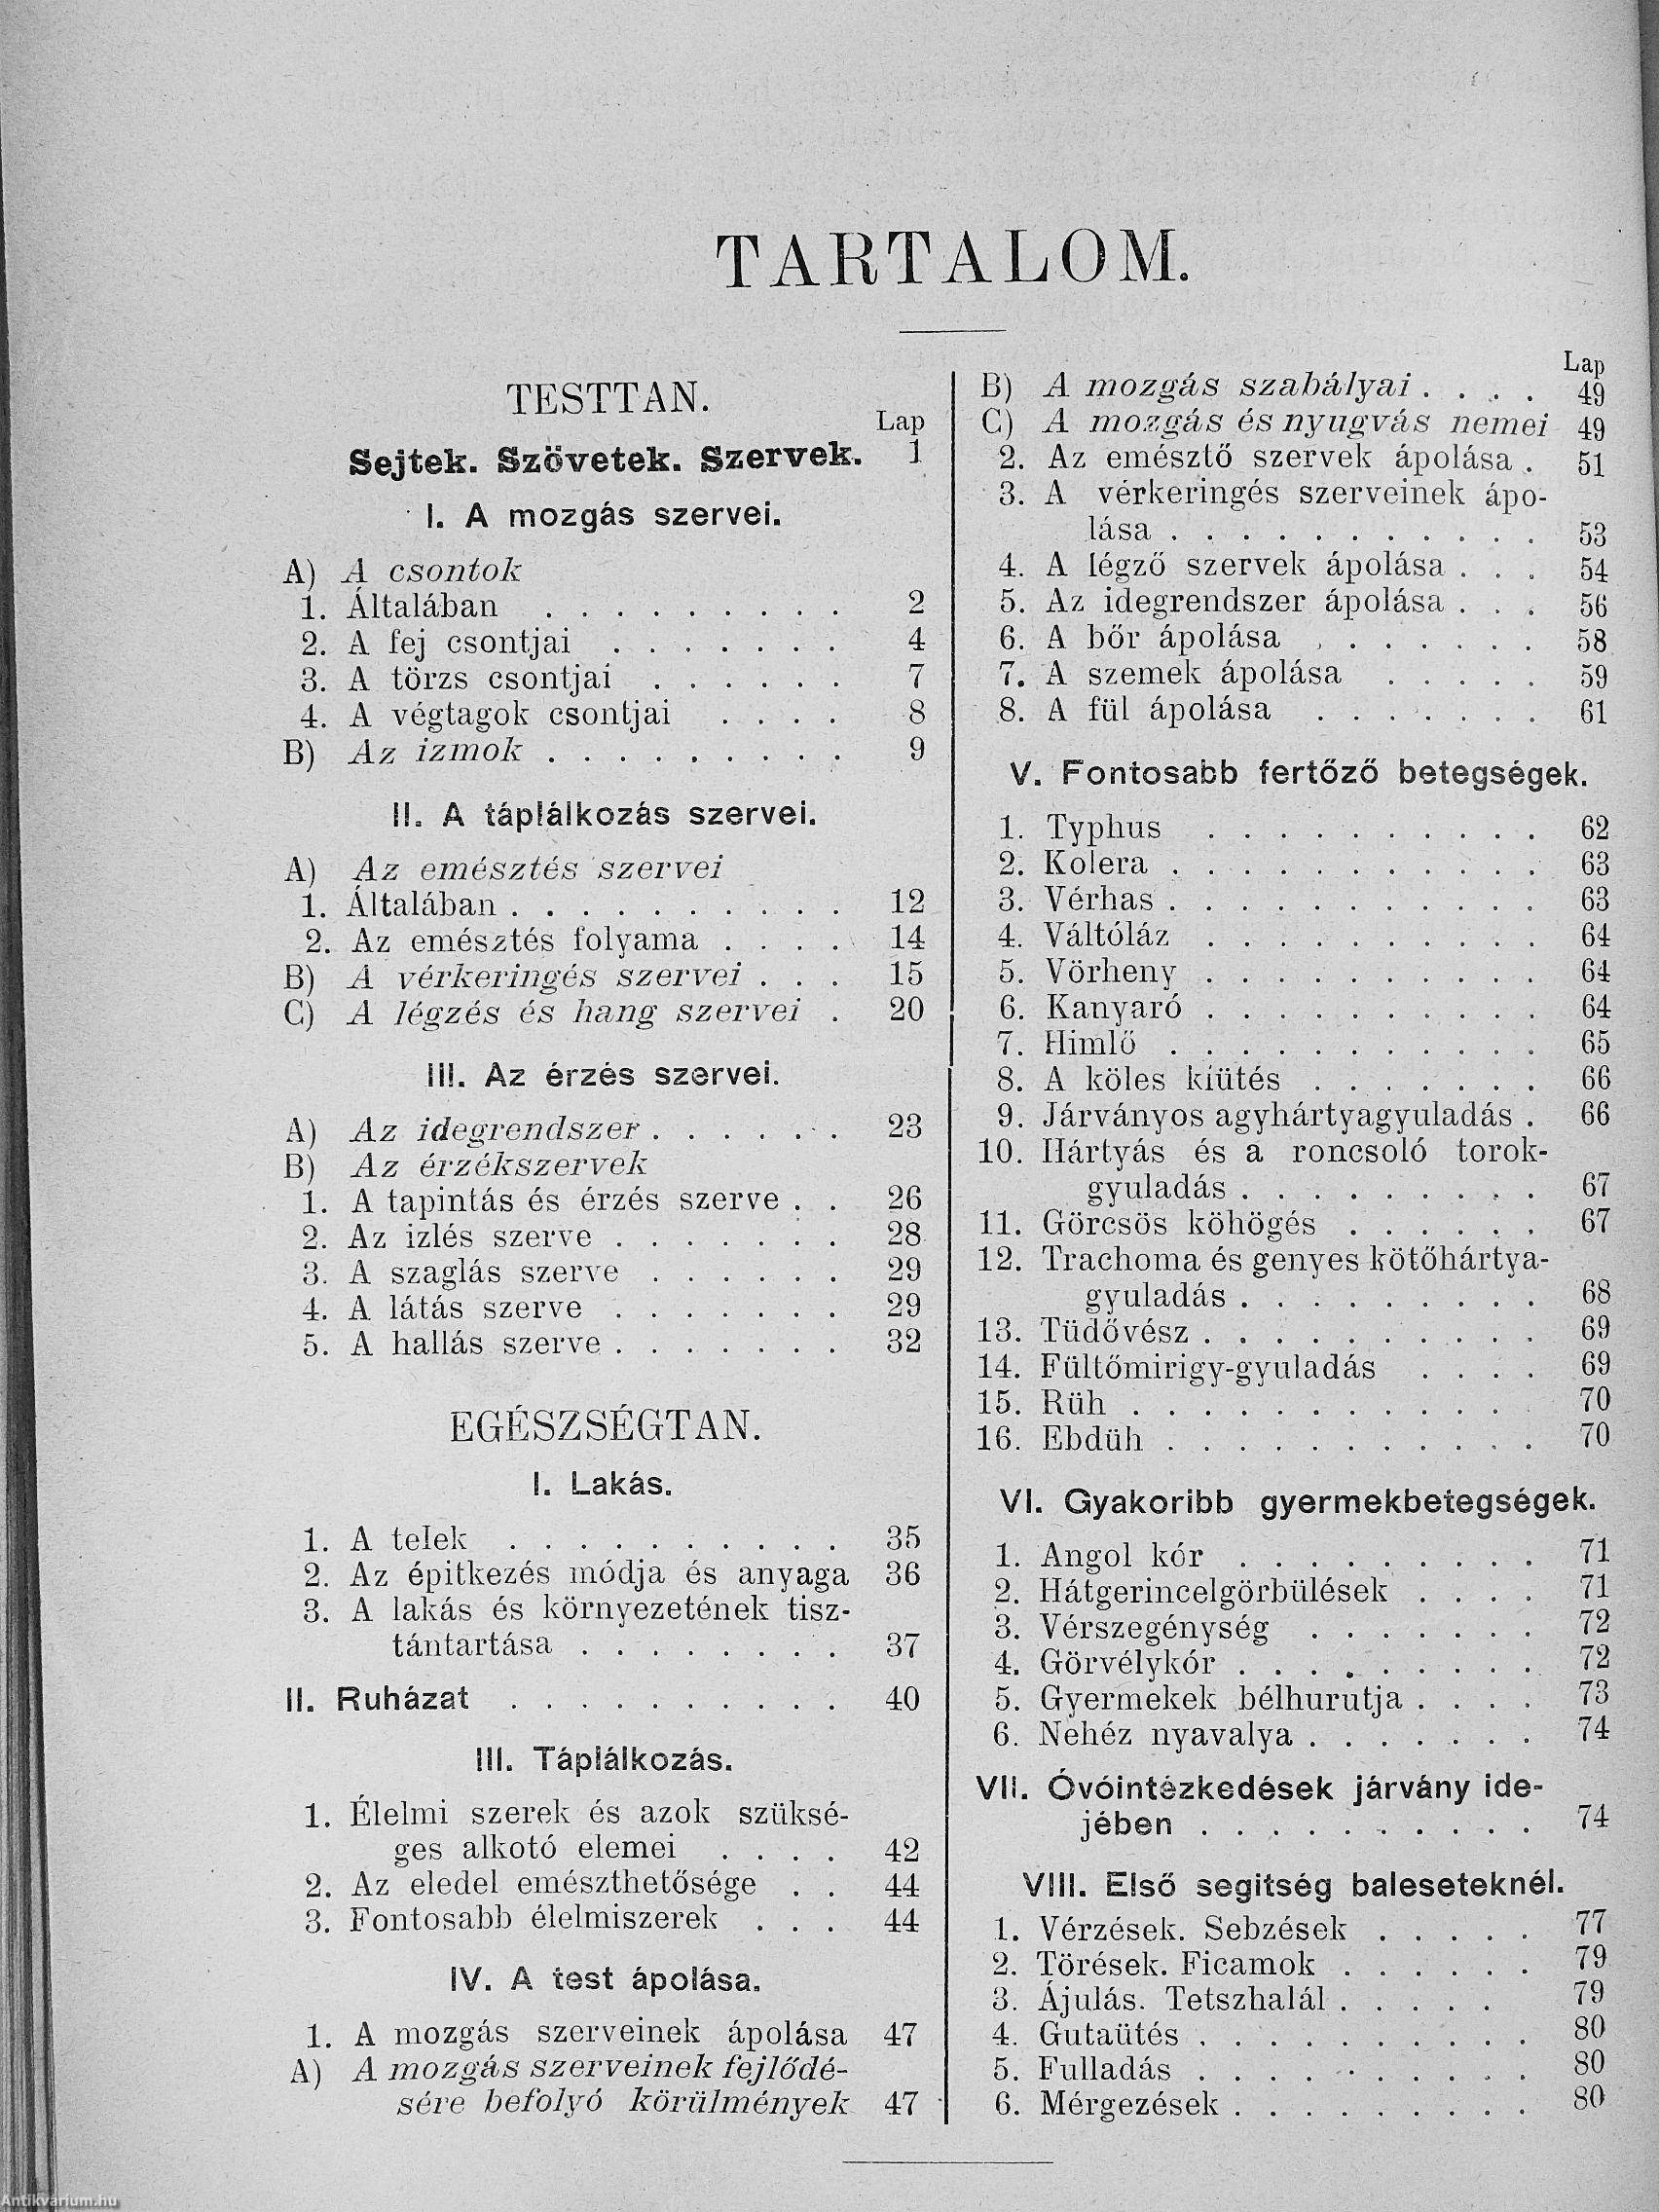 TARTALOM.
TESTTAN.
Lap
Sejtek. Szövetek. Szervek. 1
I. A mozgás szervei.
A) A csontok
1. Általában . . . . . . . . . 2
2. A fej csontjai . . . . . . . 4
3. A törzs csontjai . . . . . . 7
4. A végtagok csontjai . . . . 8
B) Az izmok . . . . . . . . . 9
II. A táplálkozás szervei.
A) Az emésztés szervei
1. Általában . . . . . . . . . . 12
2. Az emésztés folyama . . . . 14
B) A vérkeringés szervei . . . 15
C) A légzés és hang szervei . 20
III. Az érzés szervei.
A) Az idegrendszer . . . . . . 23
B) Az érzékszervek
1. A tapintás és érzés szerve . . 26
2. Az izlés szerve . . . . . . . 28
3. A szaglás szerve . . . . . . 29
4. A látás szerve . . . . . . . 29
5. A hallás szerve . . . . . . . 32
EGÉSZSÉGTAN.
I. Lakás.
1. A telek . . . . . . . . . . 35
2. Az épitkezés módja és anyaga 36
3. A lakás és környezetének tisz-
tántartása . . . . . . . . 37
II. Ruházat . . . . . . . . . . 40
III. Táplálkozás.
1. Élelmi szerek és azok szüksé-
ges alkotó elemei . . . . 42
2. Az eledel emészthetősége . . 44
3. Fontosabb élelmiszerek . . . 44
IV. A test ápolása.
1. A mozgás szerveinek ápolása 47
A) A mozgás szerveinek fejlődé-
sére befolyó körülmények 47
Lap
B) A mozgás szabályai . . . . 49
C) A mozgás és nyugvás nemei 49
2. Az emésztő szervek ápolása . 51
3. A vérkeringés szerveinek ápo-
lása . . . . . . . . . . . 53
4. A légző szervek ápolása . . . 54
5. Az idegrendszer ápolása . . . 56
6. A bőr ápolása . . . . . . . 58
7. A szemek ápolása . . . . . 59
8. A fül ápolása . . . . . . . 61
V. Fontosabb fertőző betegségek.
1. Typhus . . . . . . . . . . 62
2. Kolera . . . . . . . . . . . 63
3. Vérhas . . . . . . . . . . . 63
4. Váltóláz . . . . . . . . . . 64
5. Vörheny . . . . . . . . . . 64
6. Kanyaró . . . . . . . . . . 64
7. Himlő . . . . . . . . . . . 65
8. A köles kiütés . . . . . . . 66
9. Járványos agyhártyagyuladás . 66
10. Hártyás és a roncsoló torok-
gyuladás . . . . . . . . . 67
11. Görcsös köhögés . . . . . . 67
12. Trachoma és genyes kötőhártya-
gyuladás . . . . . . . . . 68
13. Tüdővész . . . . . . . . . . 69
14. Fültőmirigy-gyuladás . . . . 69
15. Rüh . . . . . . . . . . . 70
16. Ebdüh . . . . . . . . . . . 70
VI. Gyakoribb gyermekbetegségek.
1. Angol kór . . . . . . . . . 71
2. Hátgerincelgörbülések . . . . 71
3. Vérszegénység . . . . . . . 72
4. Görvélykór . . . . . . . . . 72
5. Gyermekek bélhurutja . . . . 73
6. Nehéz nyavalya . . . . . . . 74
VII. Óvóintézkedések járvány ide-
jében . . . . . . . . . . 74
VIII. Első segitség baleseteknél.
1. Vérzések. Sebzések . . . . . 77
2. Törések. Ficamok . . . . . . 79
3. Ájulás. Tetszhalál . . . . . 79
4. Gutaütés . . . . . . . . . . 80
5. Fulladás . . . . . . . . . . 80
6. Mérgezések . . . . . . . . . 80
Antikvarium.hu